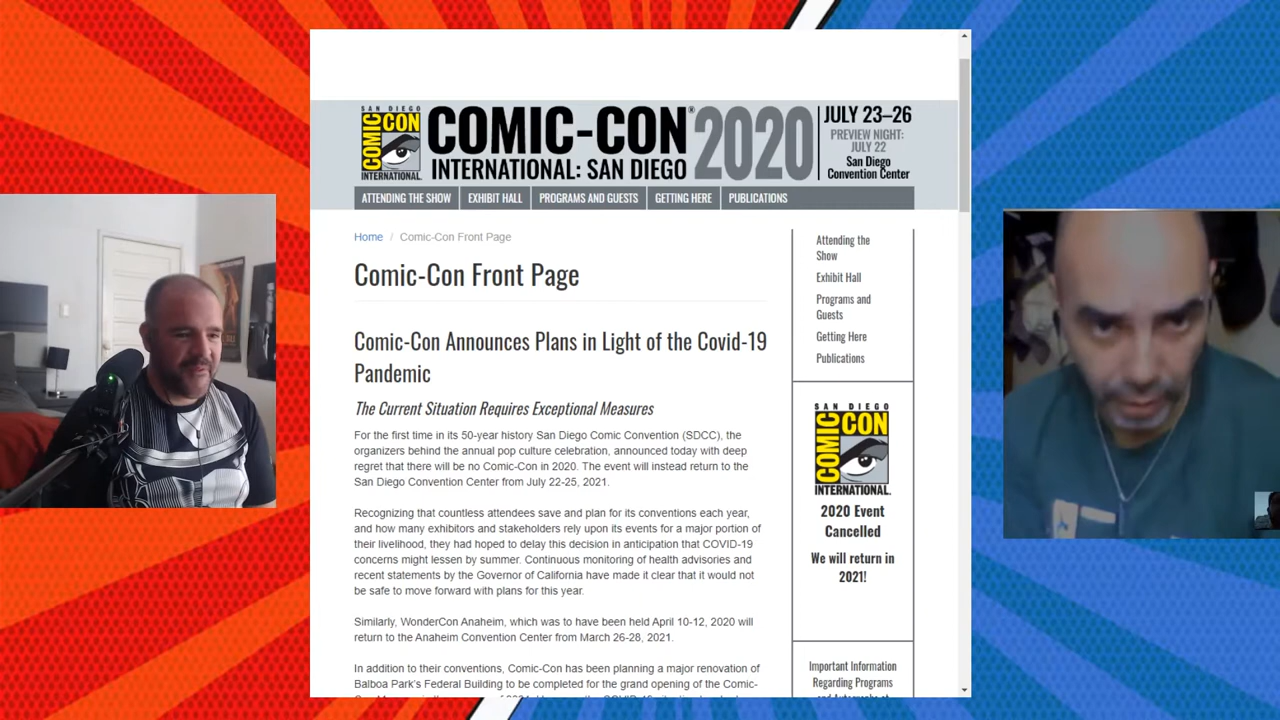 SAN DIEGO
COMIC CON
INTERNATIONAL®
COMIC-CON® 2020
INTERNATIONAL: SAN DIEGO
JULY 23–26
PREVIEW NIGHT:
JULY 22
San Diego
Convention Center
ATTENDING THE SHOW
EXHIBIT HALL
PROGRAMS AND GUESTS
GETTING HERE
PUBLICATIONS
Home / Comic-Con Front Page
Comic-Con Front Page
Comic-Con Announces Plans in Light of the Covid-19
Pandemic
The Current Situation Requires Exceptional Measures
For the first time in its 50-year history San Diego Comic Convention (SDCC), the
organizers behind the annual pop culture celebration, announced today with deep
regret that there will be no Comic-Con in 2020. The event will instead return to the
San Diego Convention Center from July 22-25, 2021.
Recognizing that countless attendees save and plan for its conventions each year,
and how many exhibitors and stakeholders rely upon its events for a major portion of
their livelihood, they had hoped to delay this decision in anticipation that COVID-19
concerns might lessen by summer. Continuous monitoring of health advisories and
recent statements by the Governor of California have made it clear that it would not
be safe to move forward with plans for this year.
Similarly, WonderCon Anaheim, which was to have been held April 10-12, 2020 will
return to the Anaheim Convention Center from March 26-28, 2021.
In addition to their conventions, Comic-Con has been planning a major renovation of
Balboa Park's Federal Building to be completed for the grand opening of the Comic-
Attending the
Show
Exhibit Hall
Programs and
Guests
Getting Here
Publications
SAN DIEGO
COMIC CON
INTERNATIONAL®
2020 Event
Cancelled
We will return in
2021!
Important Information
Regarding Programs